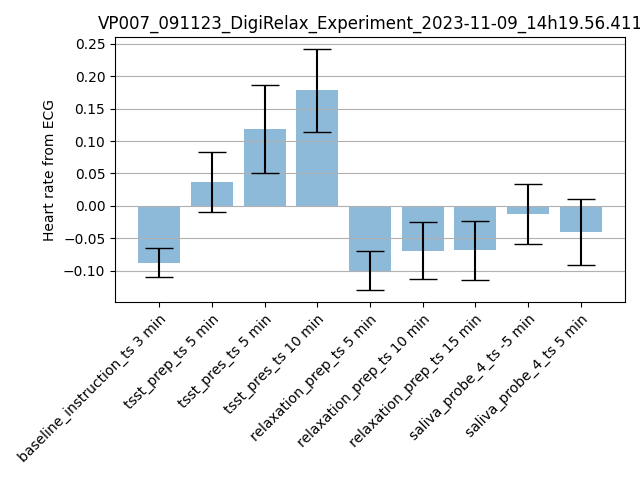 VP007_091123_DigiRelax_Experiment_2023-11-09_14h19.56.411
Heart rate from ECG
0.25
0.20
0.15
0.10
0.05
0.00
−0.05
−0.10
baseline_instruction_ts 3 min
tsst_prep_ts 5 min
tsst_pres_ts 5 min
tsst_pres_ts 10 min
relaxation_prep_ts 5 min
relaxation_prep_ts 10 min
relaxation_prep_ts 15 min
saliva_probe_4_ts -5 min
saliva_probe_4_ts 5 min